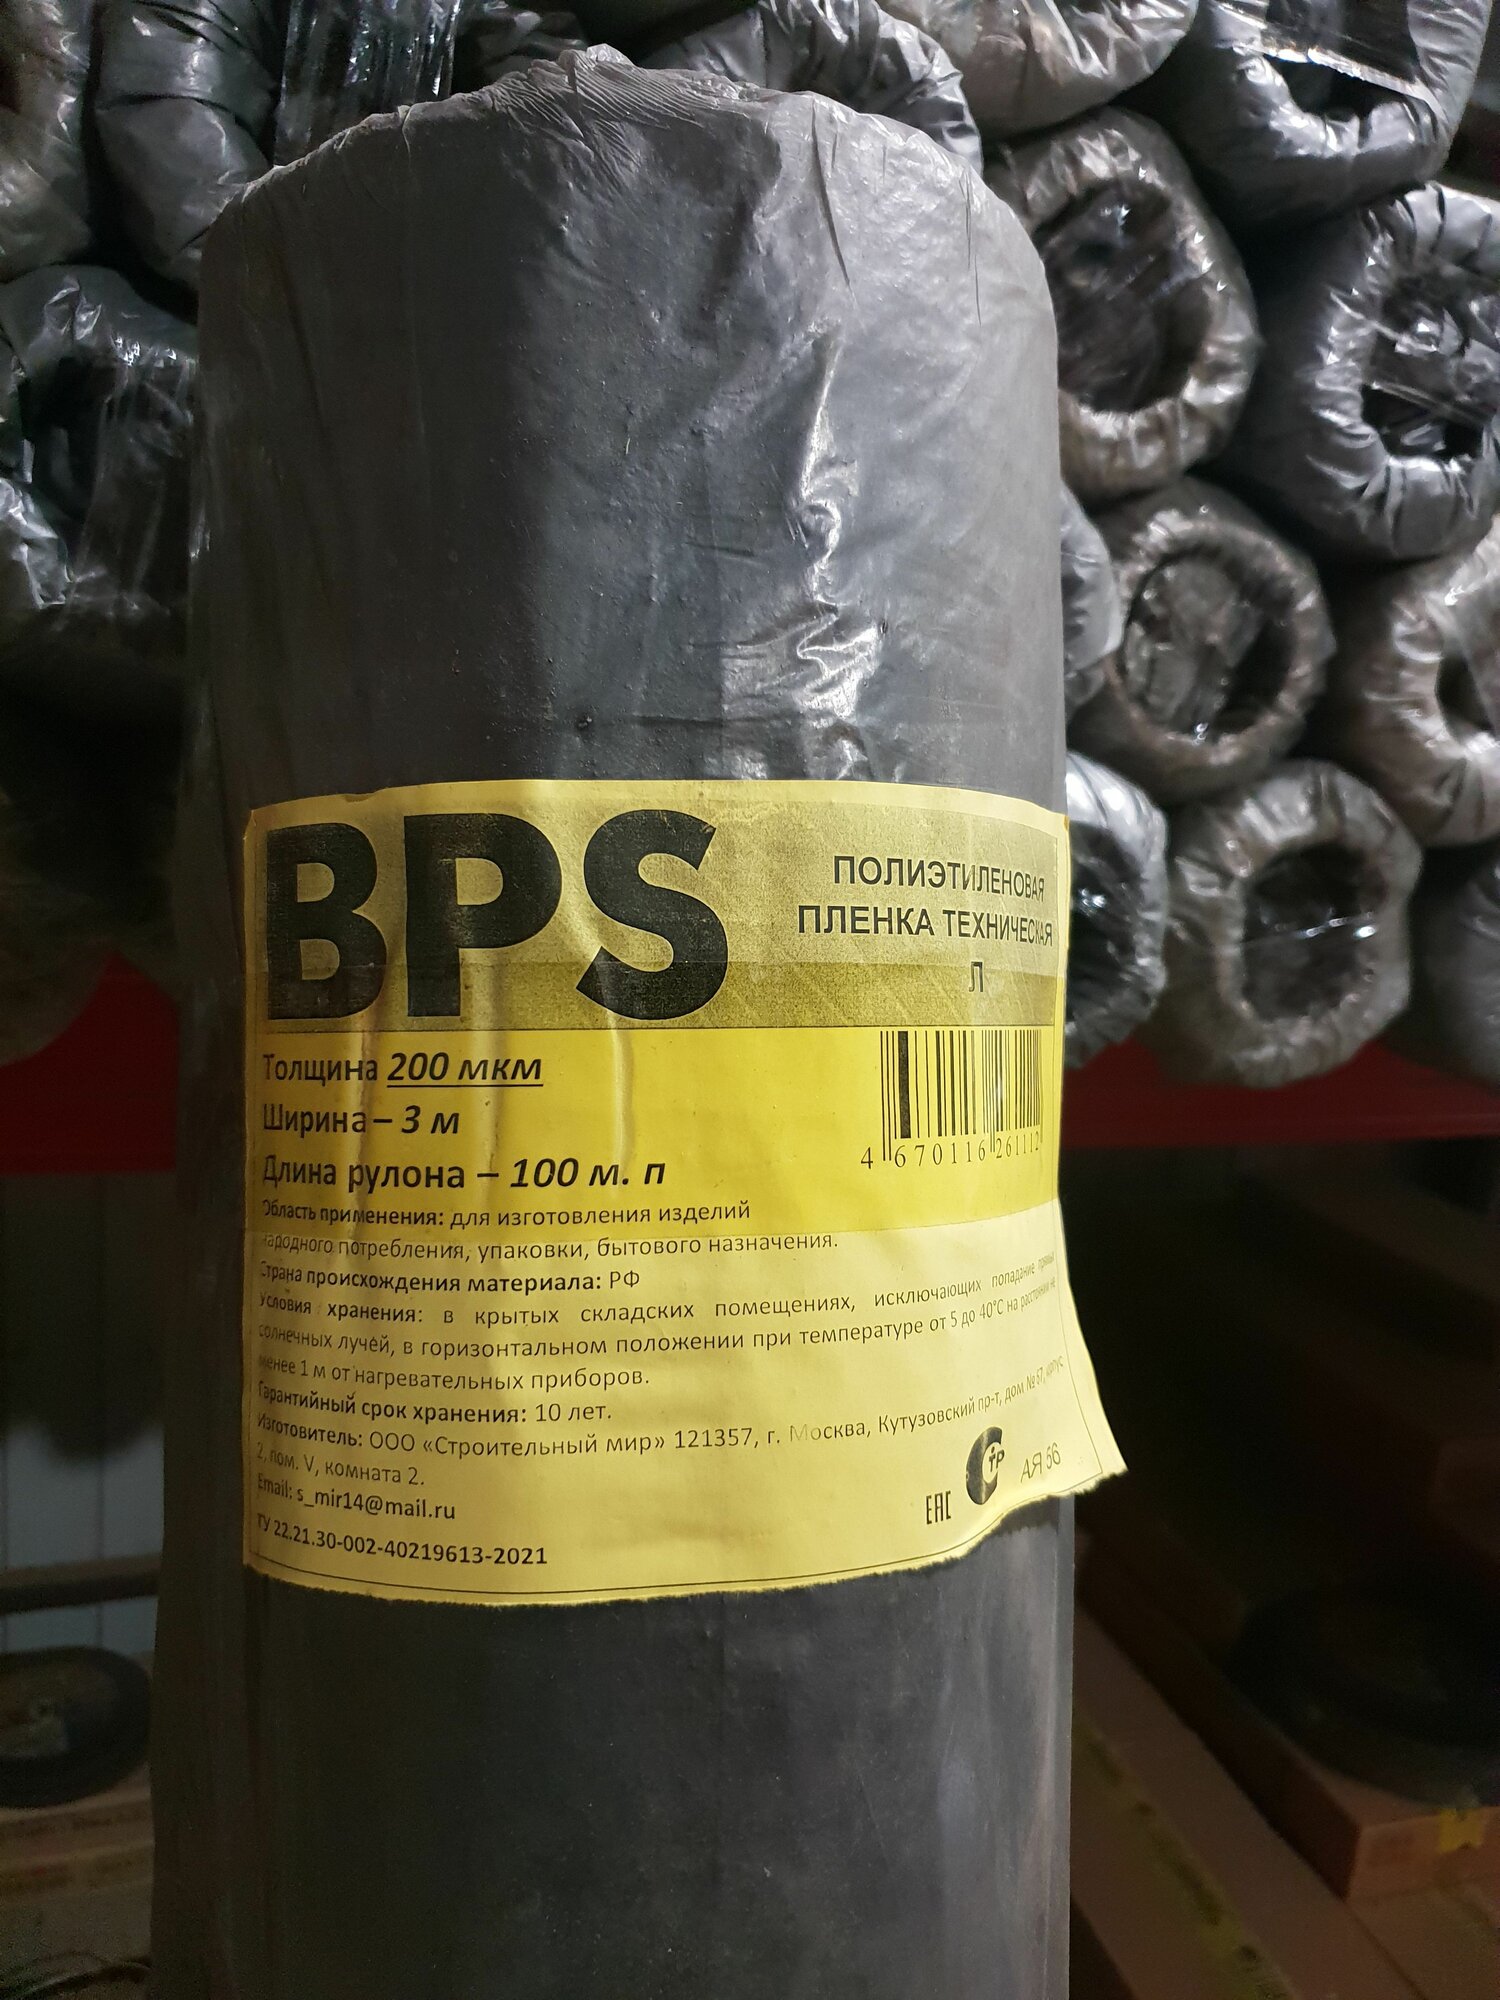 BPS
ПОЛИЭТИЛЕНОВАЯ
ПЛЕНКА ТЕХНИЧЕСКАЯ
Л
Толщина 200 мкм
Ширина – 3 м
Длина рулона – 100 м. п
4 670116 261112
Область применения: для изготовления изделий
народного потребления, упаковки, бытового назначения.
Страна происхождения материала: РФ
Условия хранения: в крытых складских помещениях, исключающих попадание прямых
солнечных лучей, в горизонтальном положении при температуре от 5 до 40°С на расстоянии не
менее 1 м от нагревательных приборов.
Гарантийный срок хранения: 10 лет.
Изготовитель: ООО «Строительный мир» 121357, г. Москва, Кутузовский пр-т, дом № 67, корпус
2, пом. V, комната 2.
Email: s_mir14@mail.ru
ТУ 22.21.30-002-40219613-2021
ЕАС
СТР
АЯ 56